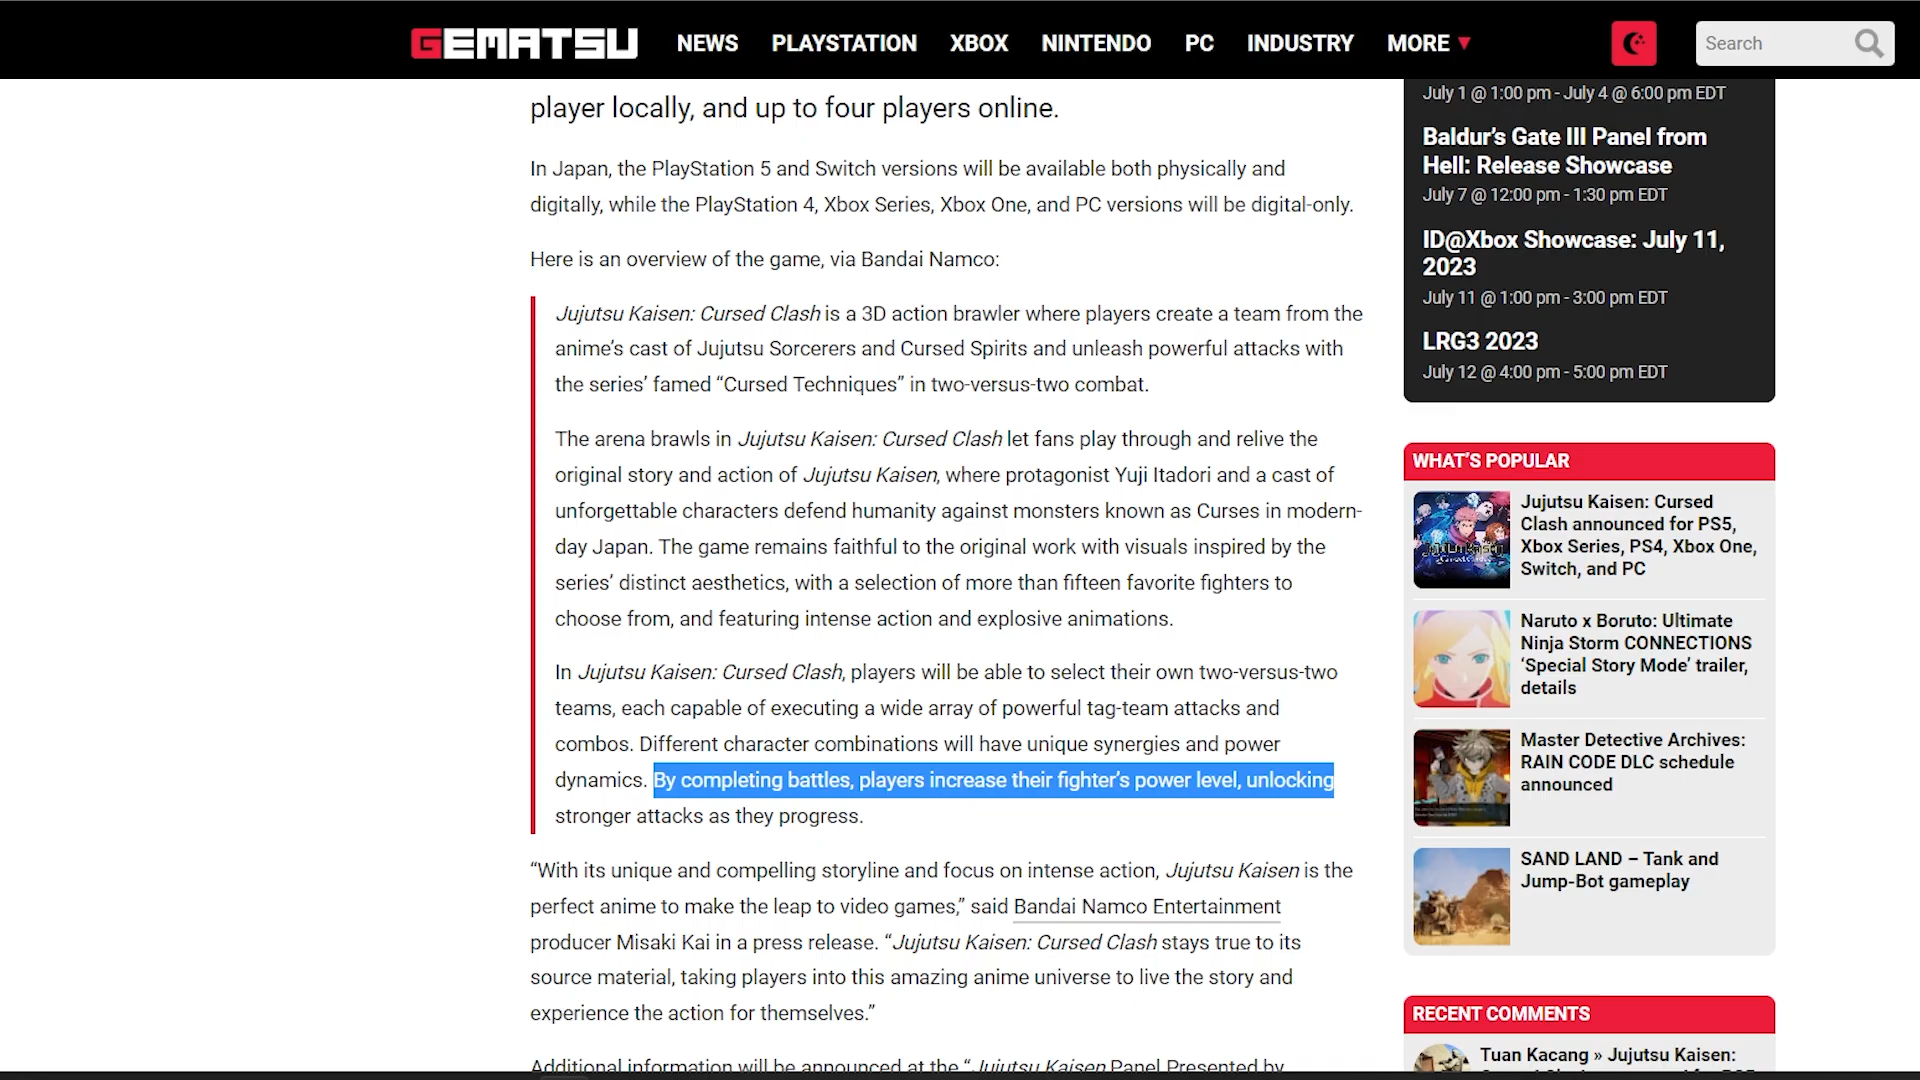 GEMATSU
NEWS PLAYSTATION XBOX NINTENDO PC INDUSTRY MORE ▼
Search
player locally, and up to four players online.
In Japan, the PlayStation 5 and Switch versions will be available both physically and
digitally, while the PlayStation 4, Xbox Series, Xbox One, and PC versions will be digital-only.
Here is an overview of the game, via Bandai Namco:
Jujutsu Kaisen: Cursed Clash is a 3D action brawler where players create a team from the
anime’s cast of Jujutsu Sorcerers and Cursed Spirits and unleash powerful attacks with
the series’ famed “Cursed Techniques” in two-versus-two combat.
The arena brawls in Jujutsu Kaisen: Cursed Clash let fans play through and relive the
original story and action of Jujutsu Kaisen, where protagonist Yuji Itadori and a cast of
unforgettable characters defend humanity against monsters known as Curses in modern-
day Japan. The game remains faithful to the original work with visuals inspired by the
series’ distinct aesthetics, with a selection of more than fifteen favorite fighters to
choose from, and featuring intense action and explosive animations.
In Jujutsu Kaisen: Cursed Clash, players will be able to select their own two-versus-two
teams, each capable of executing a wide array of powerful tag-team attacks and
combos. Different character combinations will have unique synergies and power
dynamics. By completing battles, players increase their fighter’s power level, unlocking
stronger attacks as they progress.
“With its unique and compelling storyline and focus on intense action, Jujutsu Kaisen is the
perfect anime to make the leap to video games,” said Bandai Namco Entertainment
producer Misaki Kai in a press release. “Jujutsu Kaisen: Cursed Clash stays true to its
source material, taking players into this amazing anime universe to live the story and
experience the action for themselves.”
Additional information will be announced at the “Jujutsu Kaisen Panel Presented by
July 1 @ 1:00 pm - July 4 @ 6:00 pm EDT
Baldur’s Gate III Panel from
Hell: Release Showcase
July 7 @ 12:00 pm - 1:30 pm EDT
ID@Xbox Showcase: July 11,
2023
July 11 @ 1:00 pm - 3:00 pm EDT
LRG3 2023
July 12 @ 4:00 pm - 5:00 pm EDT
WHAT’S POPULAR
Jujutsu Kaisen: Cursed
Clash announced for PS5,
Xbox Series, PS4, Xbox One,
Switch, and PC
Naruto x Boruto: Ultimate
Ninja Storm CONNECTIONS
‘Special Story Mode’ trailer,
details
Master Detective Archives:
RAIN CODE DLC schedule
announced
SAND LAND – Tank and
Jump-Bot gameplay
RECENT COMMENTS
Tuan Kacang » Jujutsu Kaisen: